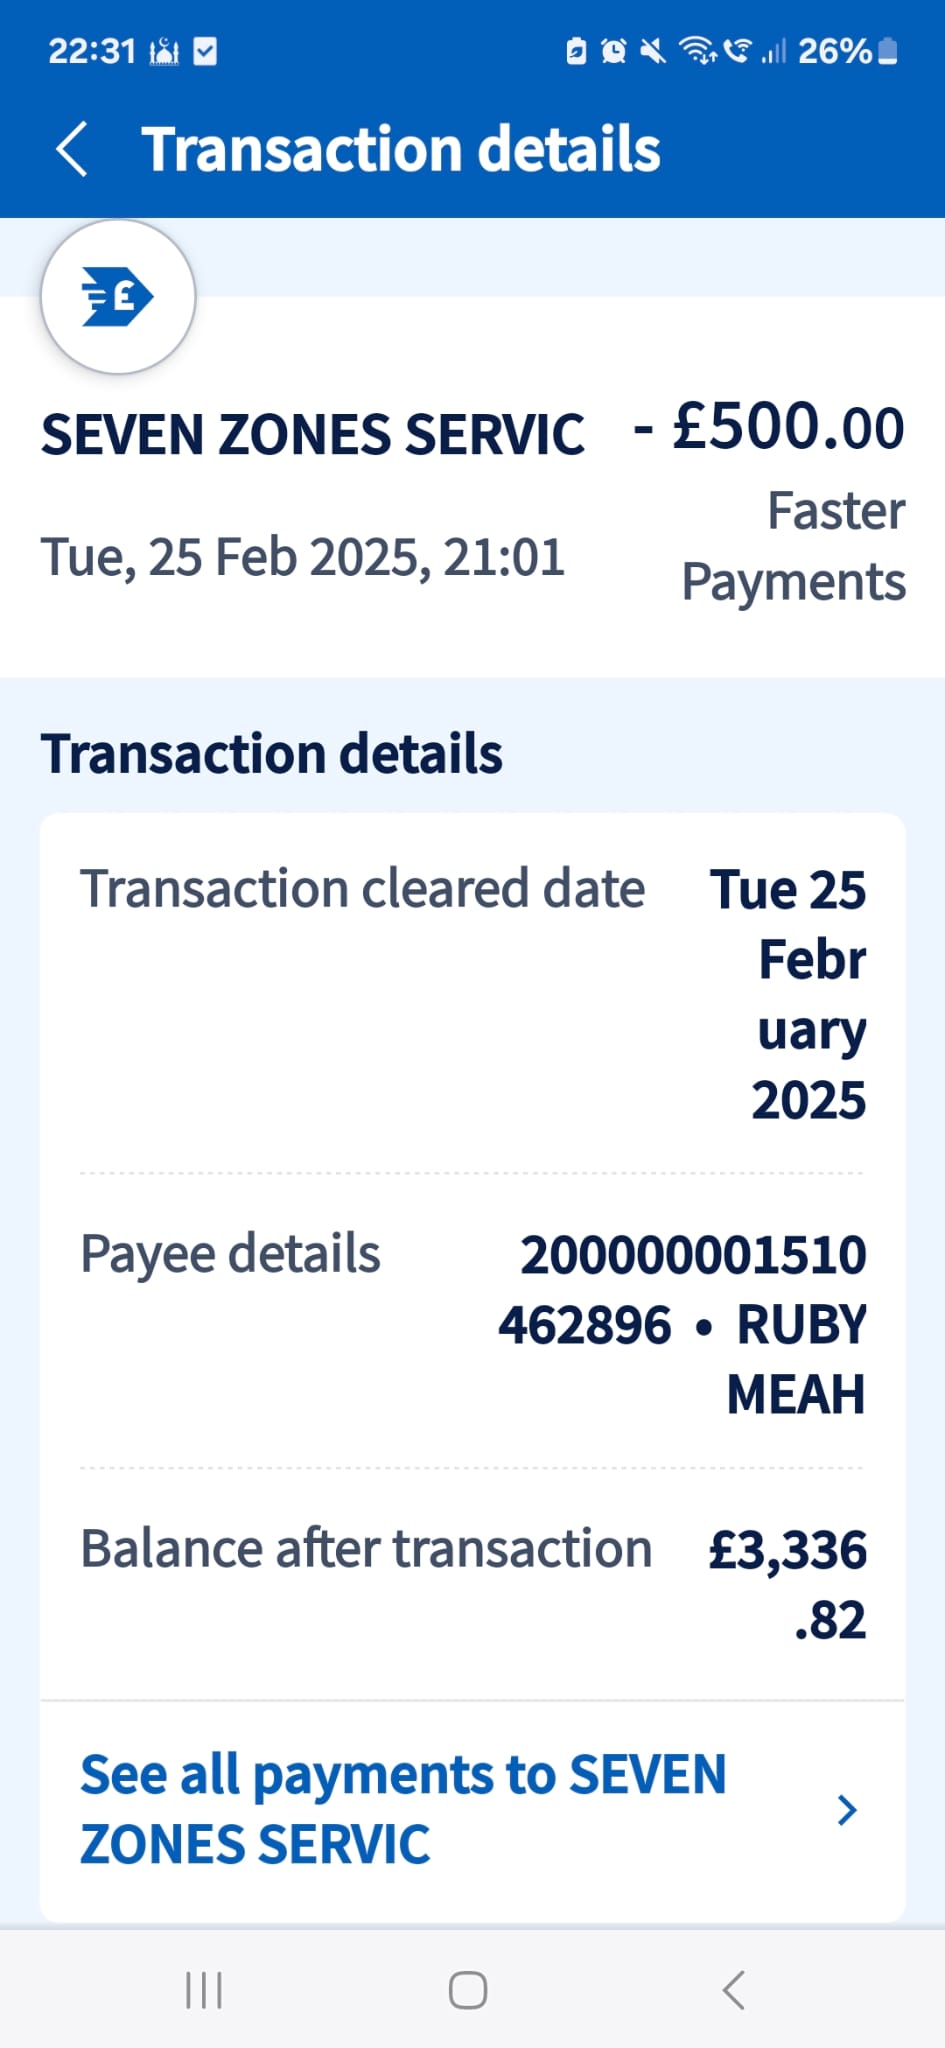 22:31
26%
Transaction details
£
SEVEN ZONES SERVIC
- £500.00
Tue, 25 Feb 2025, 21:01
Faster
Payments
Transaction details
Transaction cleared date
Tue 25
Febr
uary
2025
Payee details
200000001510
462896 • RUBY
MEAH
Balance after transaction
£3,336
.82
See all payments to SEVEN
ZONES SERVIC